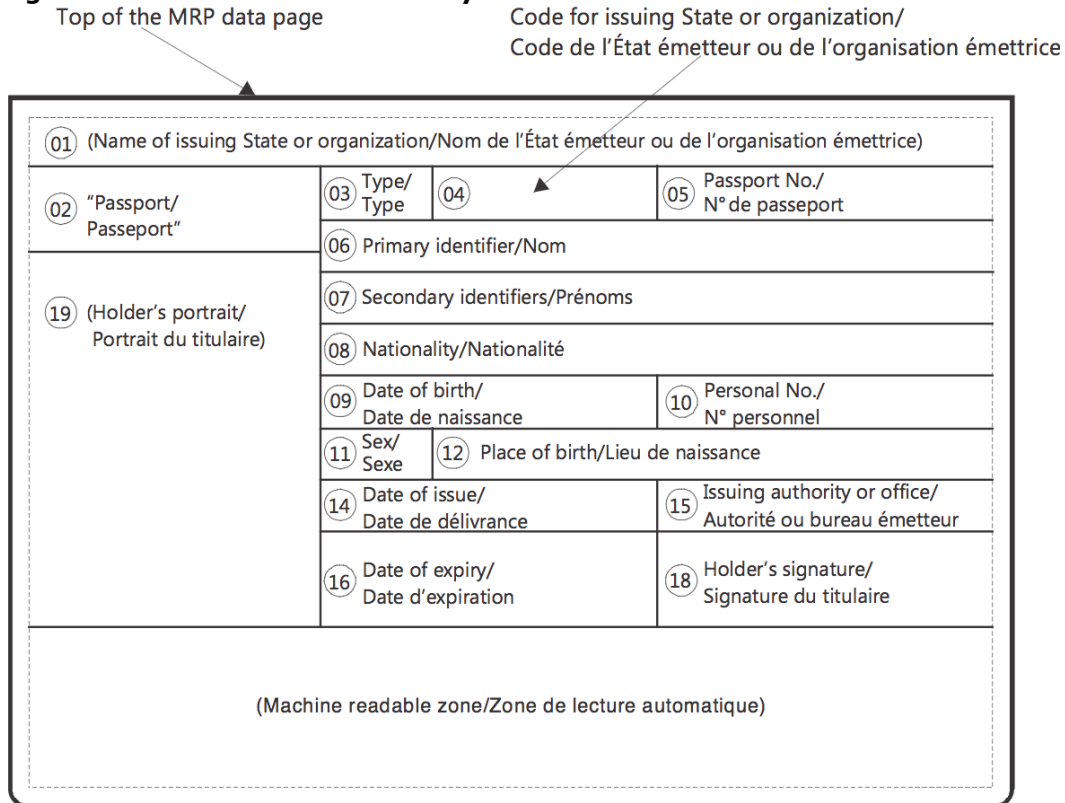 Top of the MRP data page
Code for issuing State or organization/
Code de l'État émetteur ou de l'organisation émettrice
01 (Name of issuing State or organization/Nom de l'État émetteur ou de l'organisation émettrice)
02 "Passport/
Passeport"
03 Type/
Type
04
05 Passport No./
N° de passeport
06 Primary identifier/Nom
07 Secondary identifiers/Prénoms
19 (Holder's portrait/
Portrait du titulaire)
08 Nationality/Nationalité
09 Date of birth/
Date de naissance
10 Personal No./
N° personnel
11 Sex/
Sexe
12 Place of birth/Lieu de naissance
14 Date of issue/
Date de délivrance
15 Issuing authority or office/
Autorité ou bureau émetteur
16 Date of expiry/
Date d'expiration
18 Holder's signature/
Signature du titulaire
(Machine readable zone/Zone de lecture automatique)